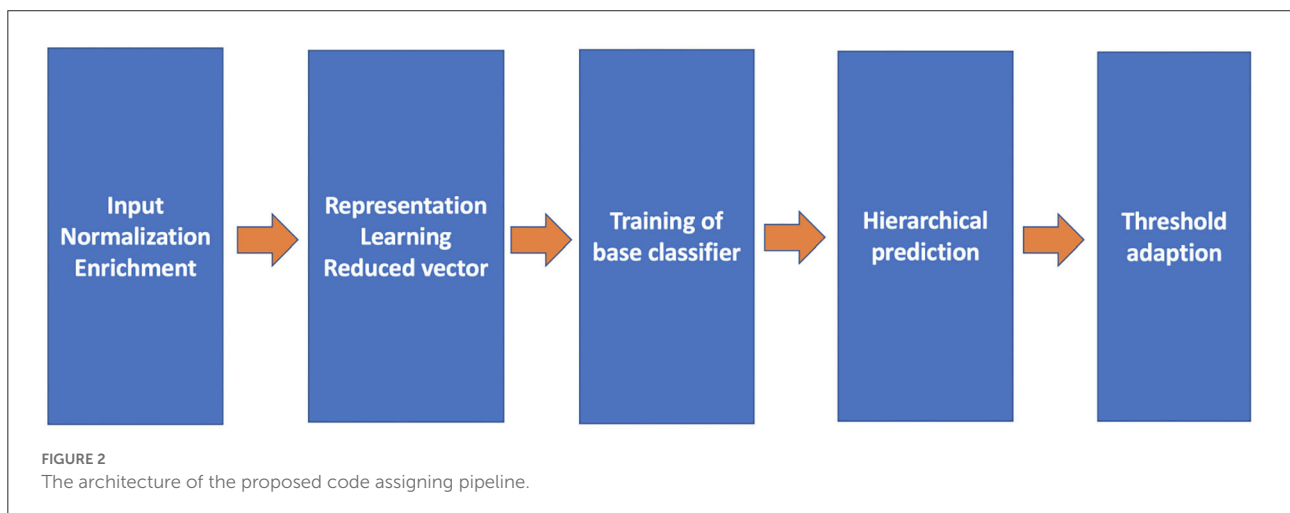 Input
Normalization
Enrichment
Representation
Learning
Reduced vector
Training of
base classifier
Hierarchical
prediction
Threshold
adaption
FIGURE 2
The architecture of the proposed code assigning pipeline.